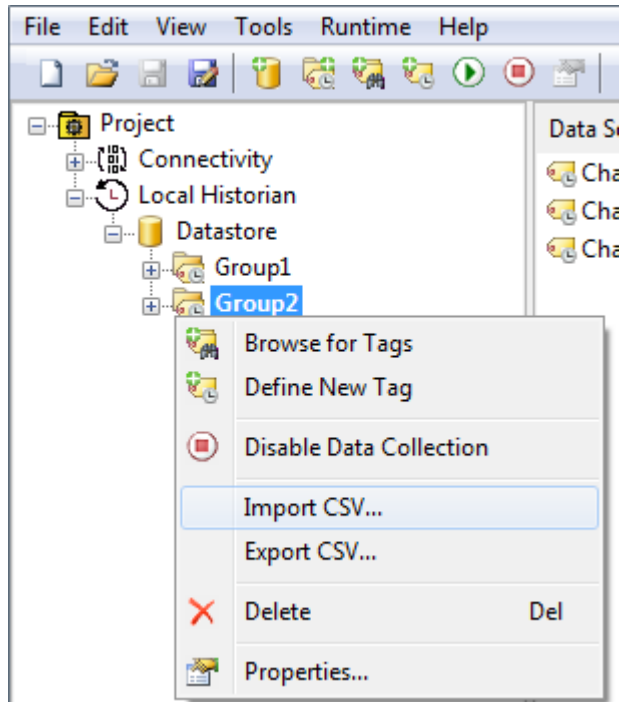 File Edit View Tools Runtime Help
Project
Connectivity
Local Historian
Datastore
Group1
Group2
Browse for Tags
Define New Tag
Disable Data Collection
Import CSV...
Export CSV...
Delete Del
Properties...
Data